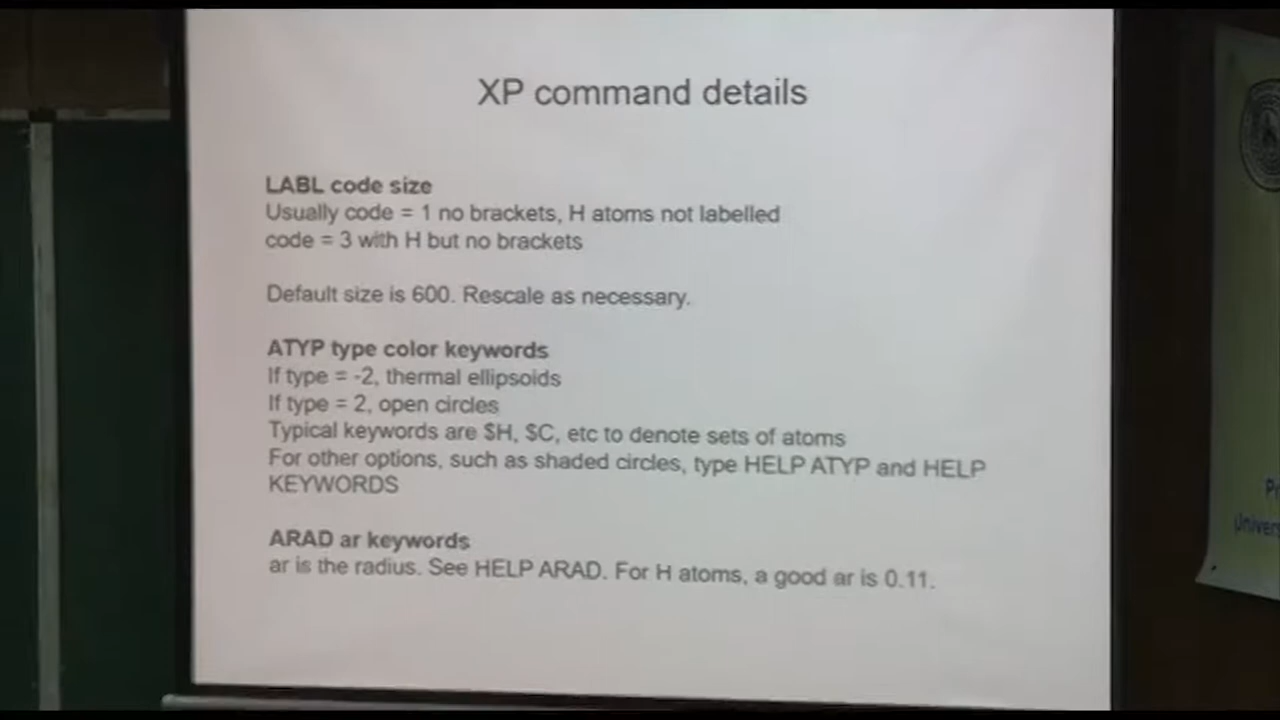 XP command details
LABL code size
Usually code = 1 no brackets, H atoms not labelled
code = 3 with H but no brackets
Default size is 600. Rescale as necessary.
ATYP type color keywords
If type = -2, thermal ellipsoids
If type = 2, open circles
Typical keywords are $H, $C, etc to denote sets of atoms
For other options, such as shaded circles, type HELP ATYP and HELP
KEYWORDS
ARAD ar keywords
ar is the radius. See HELP ARAD. For H atoms, a good ar is 0.11.